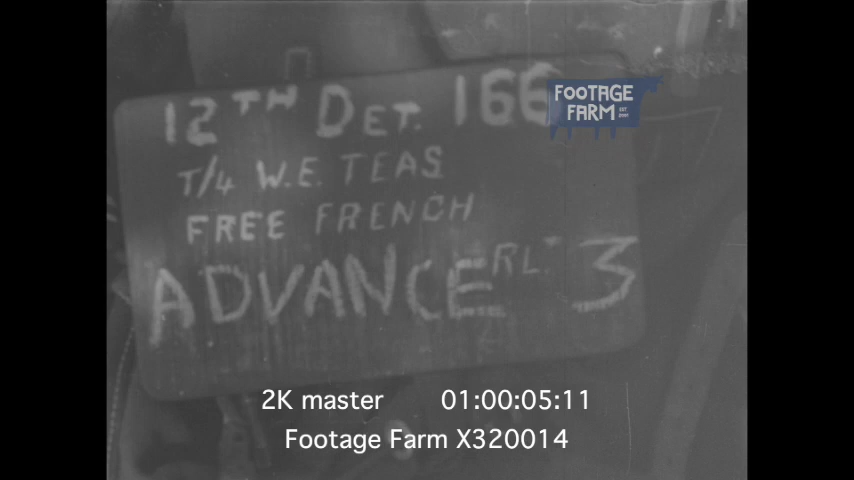 12TH DET. 166
FOOTAGE
FARM
T/4 W.E. TEAS
FREE FRENCH
ADVANCE RL. 3
2K master 01:00:05:11
Footage Farm X320014